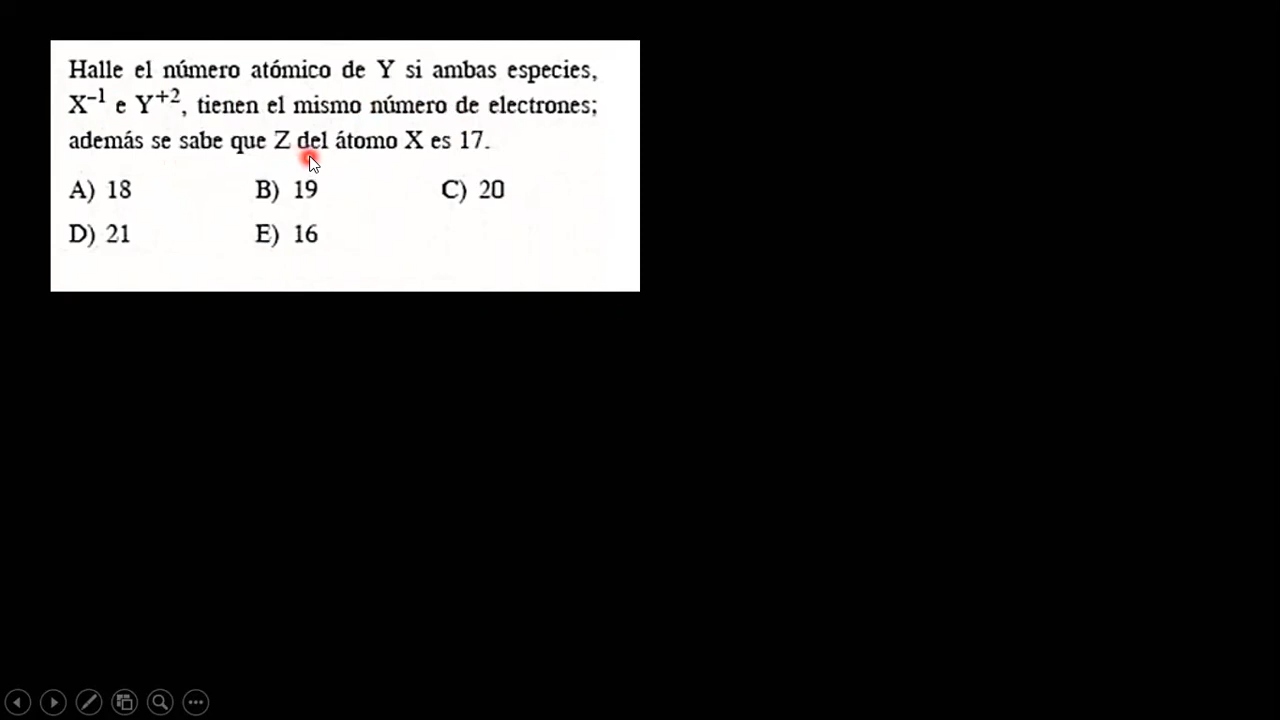 Halle el número atómico de Y si ambas especies,
X⁻¹ e Y⁺², tienen el mismo número de electrones;
además se sabe que Z del átomo X es 17.
A) 18 B) 19 C) 20
D) 21 E) 16